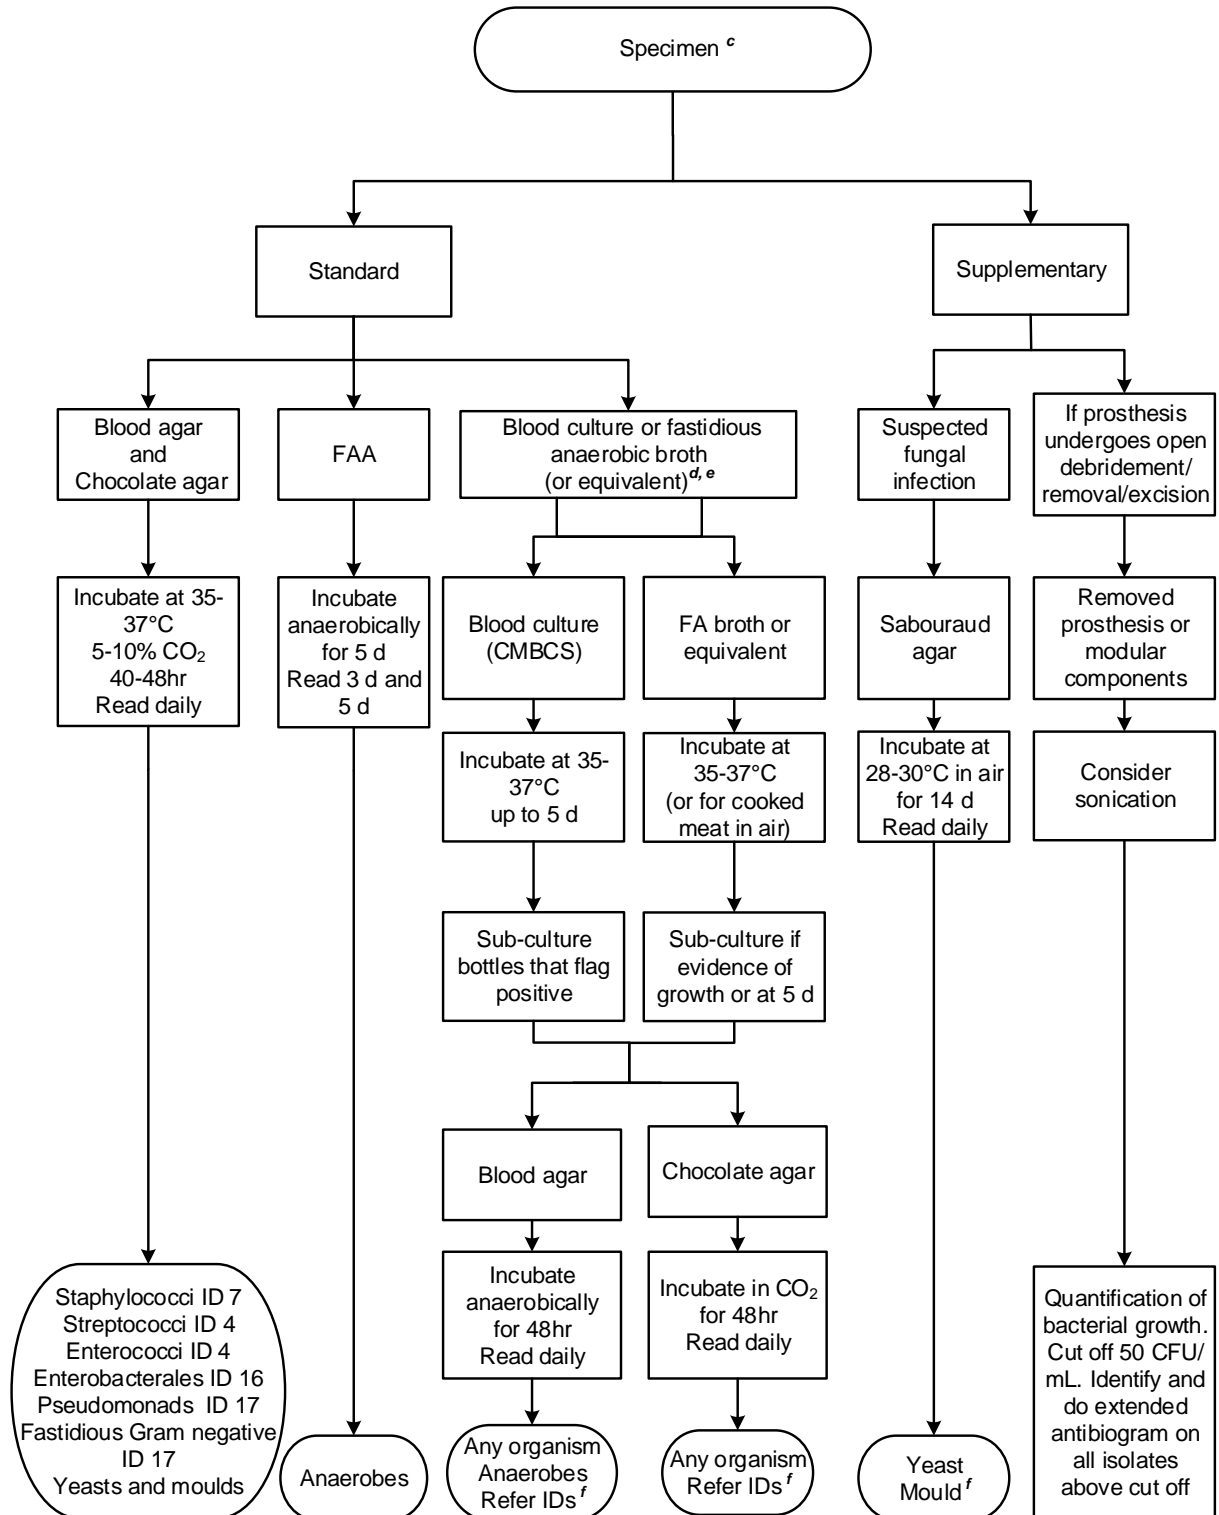 Specimen c
Standard
Supplementary
Blood agar
and
Chocolate agar
FAA
Blood culture or fastidious
anaerobic broth
(or equivalent)d, e
Suspected
fungal
infection
If prosthesis
undergoes open
debridement/
removal/excision
Incubate at 35-
37°C
5-10% CO2
40-48hr
Read daily
Incubate
anaerobically
for 5 d
Read 3 d and
5 d
Blood culture
(CMBCS)
FA broth or
equivalent
Sabouraud
agar
Removed
prosthesis or
modular
components
Incubate at 35-
37°C
up to 5 d
Incubate at
35-37°C
(or for cooked
meat in air)
Incubate at
28-30°C in air
for 14 d
Read daily
Consider
sonication
Sub-culture
bottles that flag
positive
Sub-culture if
evidence of
growth or at 5 d
Blood agar
Chocolate agar
Incubate
anaerobically
for 48hr
Read daily
Incubate in CO2
for 48hr
Read daily
Staphylococci ID 7
Streptococci ID 4
Enterococci ID 4
Enterobacterales ID 16
Pseudomonads ID 17
Fastidious Gram negative
ID 17
Yeasts and moulds
Anaerobes
Any organism
Anaerobes
Refer IDs f
Any organism
Refer IDs f
Yeast
Mould f
Quantification of
bacterial growth.
Cut off 50 CFU/
mL. Identify and
do extended
antibiogram on
all isolates
above cut off